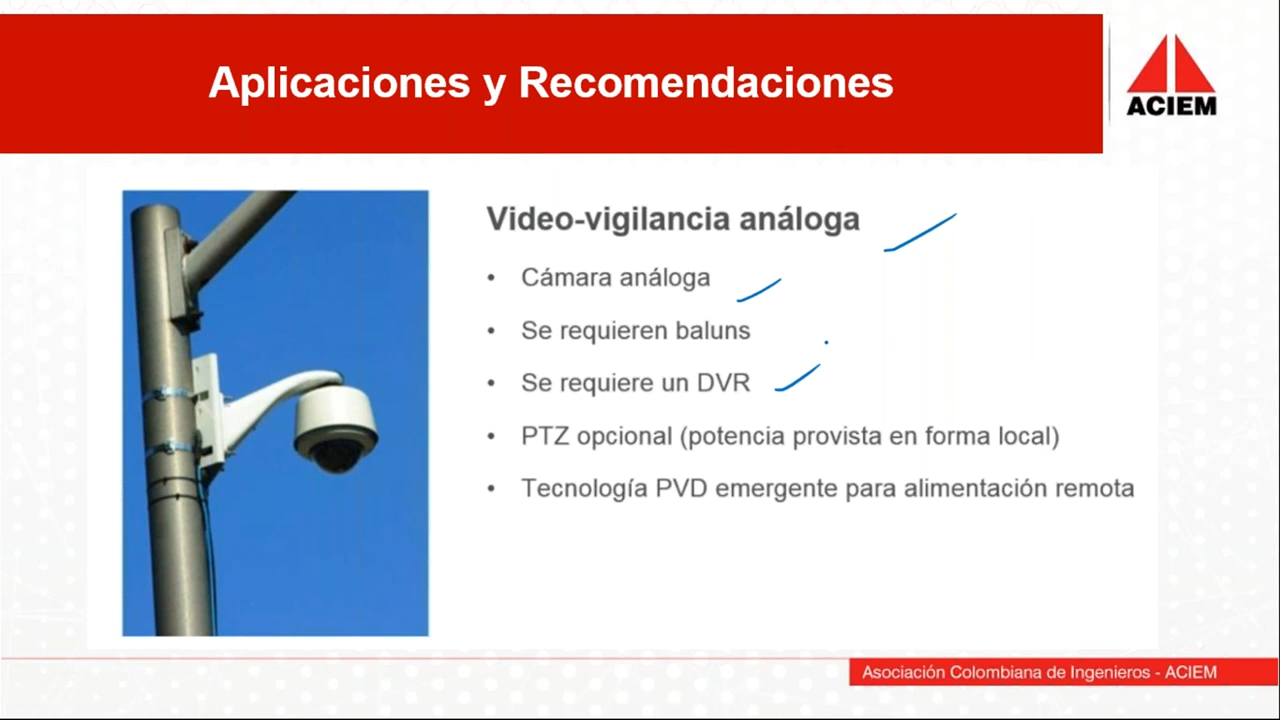 Aplicaciones y Recomendaciones
ACIEM
Video-vigilancia análoga
• Cámara análoga
• Se requieren baluns
• Se requiere un DVR
• PTZ opcional (potencia provista en forma local)
• Tecnología PVD emergente para alimentación remota
Asociación Colombiana de Ingenieros - ACIEM